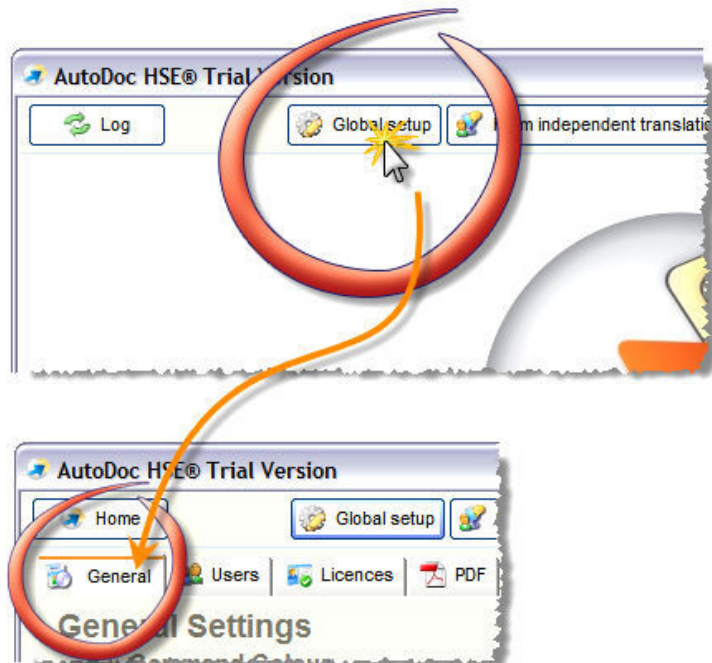 AutoDoc HSE® Trial Version
Log Global setup independent translatio
AutoDoc HSE® Trial Version
Home Global setup
General Users Licences PDF
General Settings